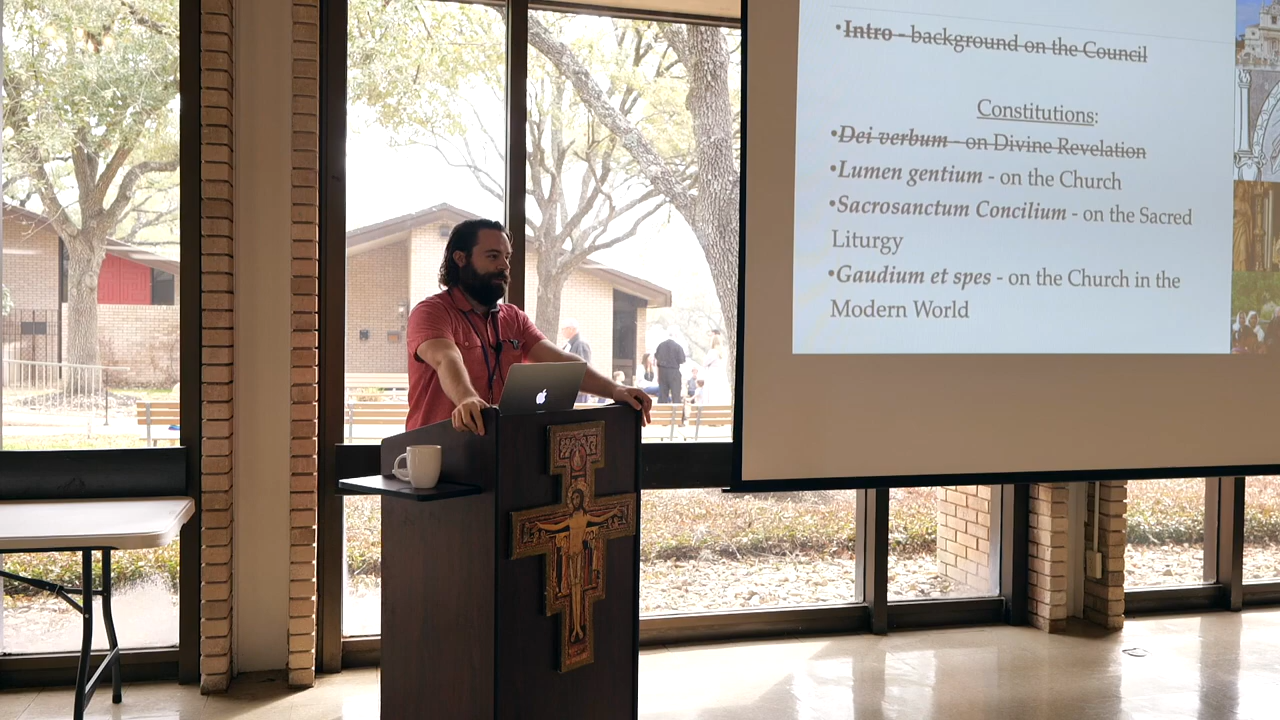 •Intro - background on the Council
Constitutions:
•Dei verbum - on Divine Revelation
•Lumen gentium - on the Church
•Sacrosanctum Concilium - on the Sacred
Liturgy
•Gaudium et spes - on the Church in the
Modern World